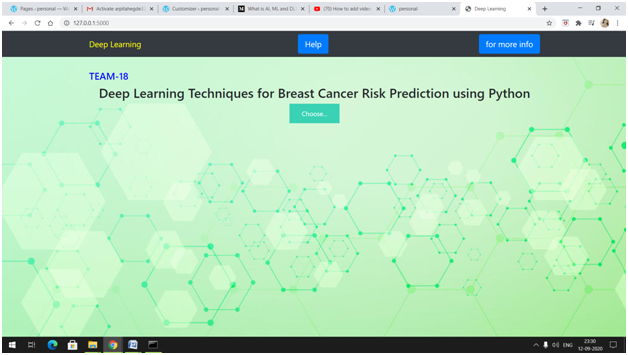 Pages - personal — Wo
Activate arpitahegde1
Customizer ‹ personal
What is AI, ML and DL
(70) How to add video
personal
Deep Learning
127.0.0.1:5000
Deep Learning
Help
for more info
TEAM-18
Deep Learning Techniques for Breast Cancer Risk Prediction using Python
Choose...
ENG
23:30
12-09-2020